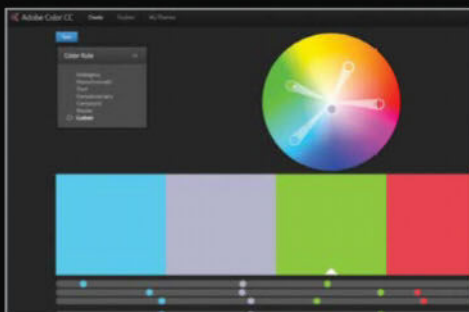 Adobe Color CC
Create
Explore
My Themes
Color Rule
Analogous
Monochromatic
Triad
Complementary
Compound
Shades
Custom